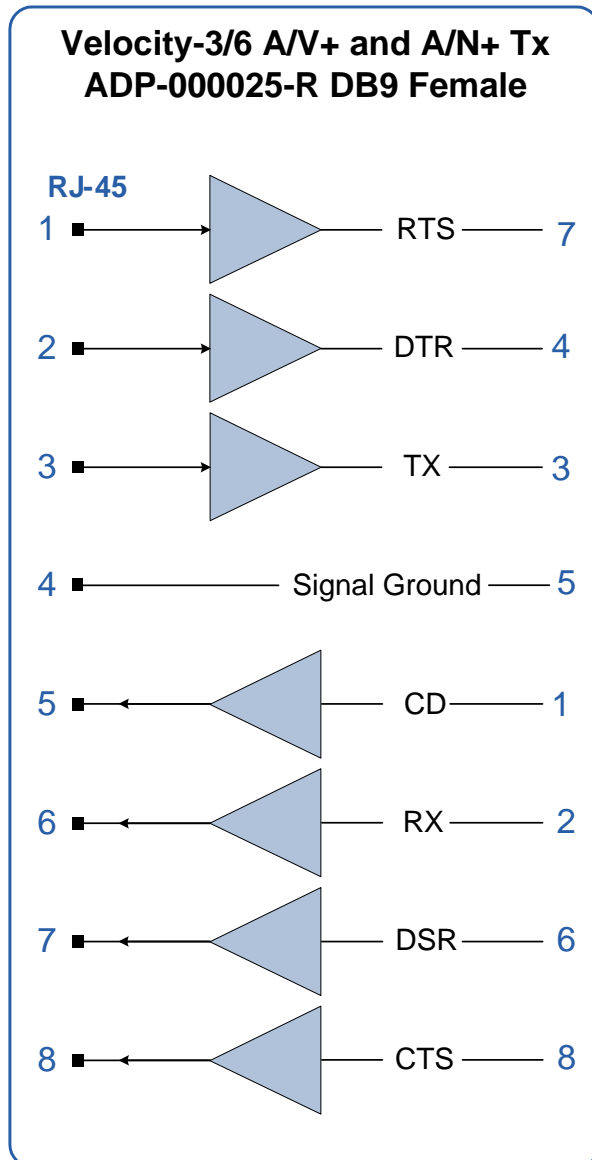 Velocity-3/6 A/V+ and A/N+ Tx
ADP-000025-R DB9 Female
RJ-45
1 RTS 7
2 DTR 4
3 TX 3
4 Signal Ground 5
5 CD 1
6 RX 2
7 DSR 6
8 CTS 8